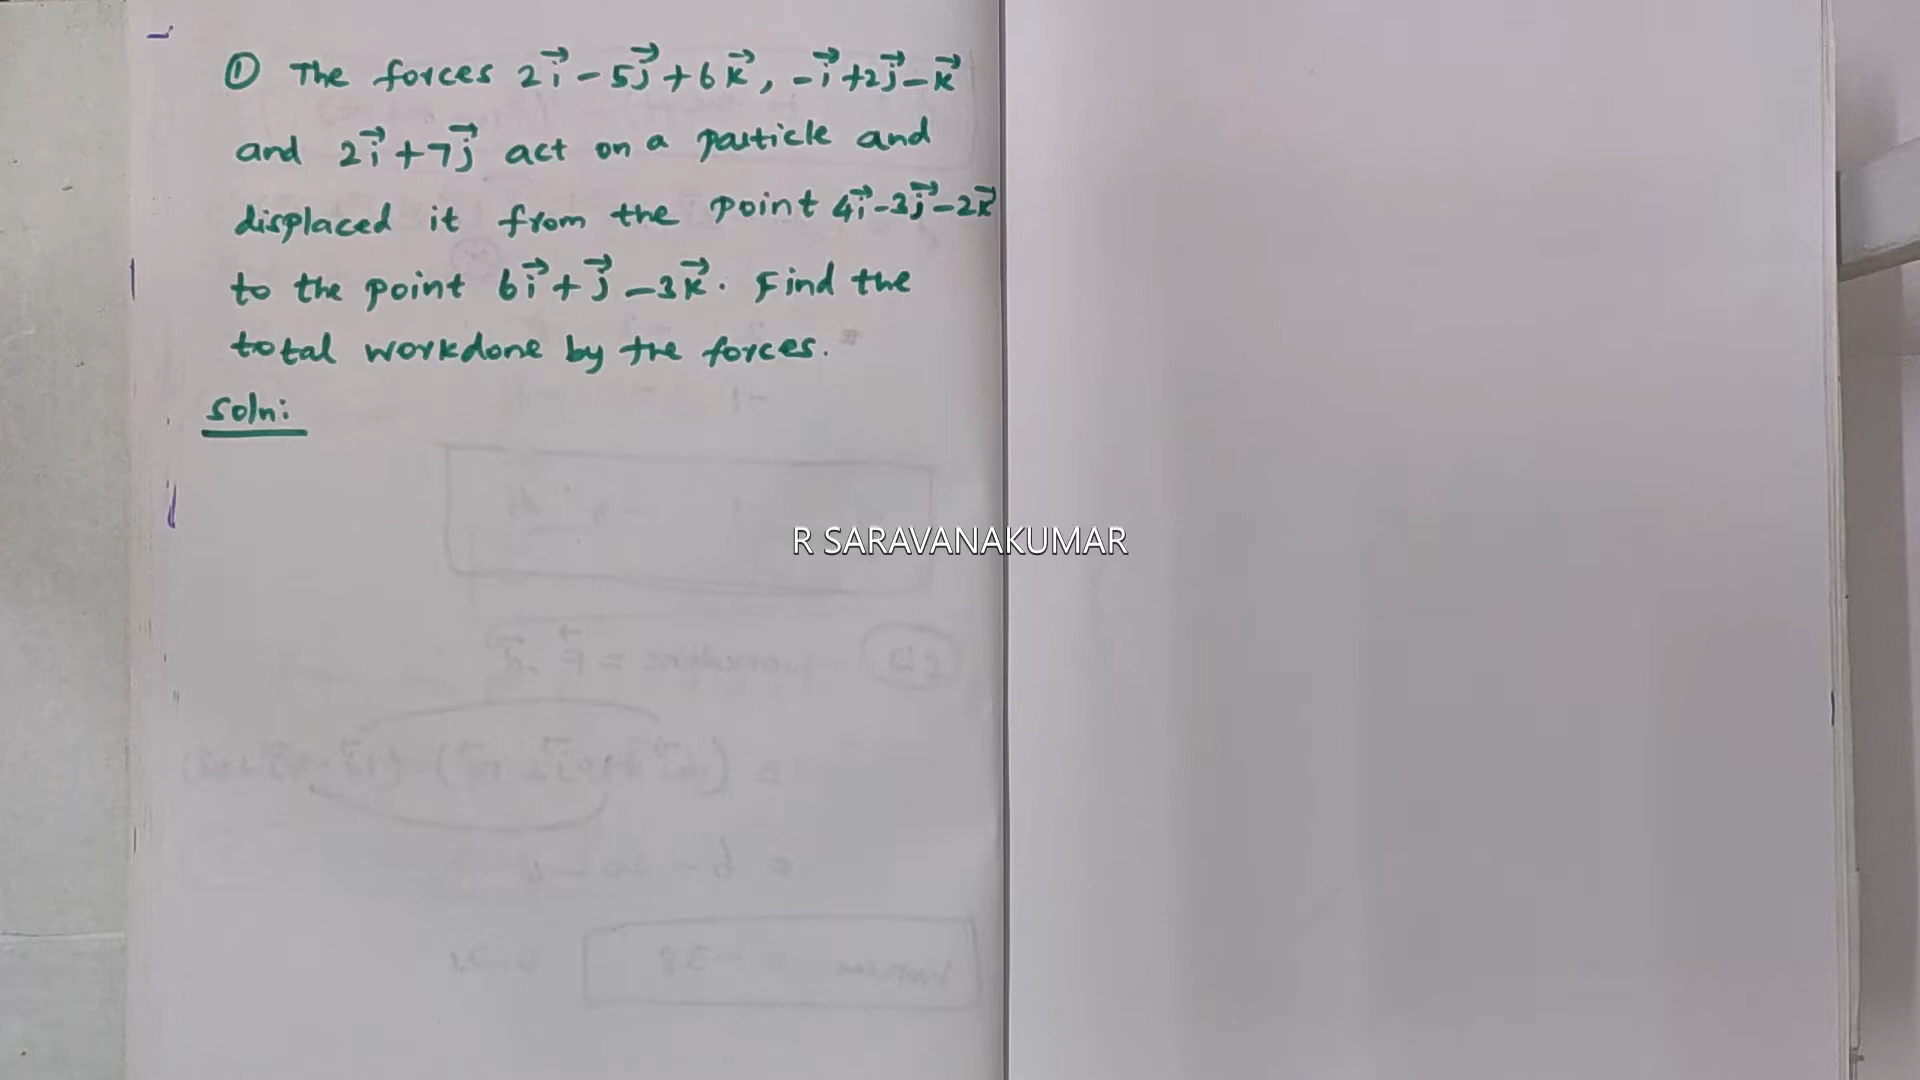 ① The forces 2i⃗ - 5j⃗ + 6k⃗, -i⃗ + 2j⃗ - k⃗
and 2i⃗ + 7j⃗ act on a particle and
displaced it from the point 4i⃗ - 3j⃗ - 2k⃗
to the point 6i⃗ + j⃗ - 3k⃗. Find the
total workdone by the forces.
Soln:
R SARAVANAKUMAR